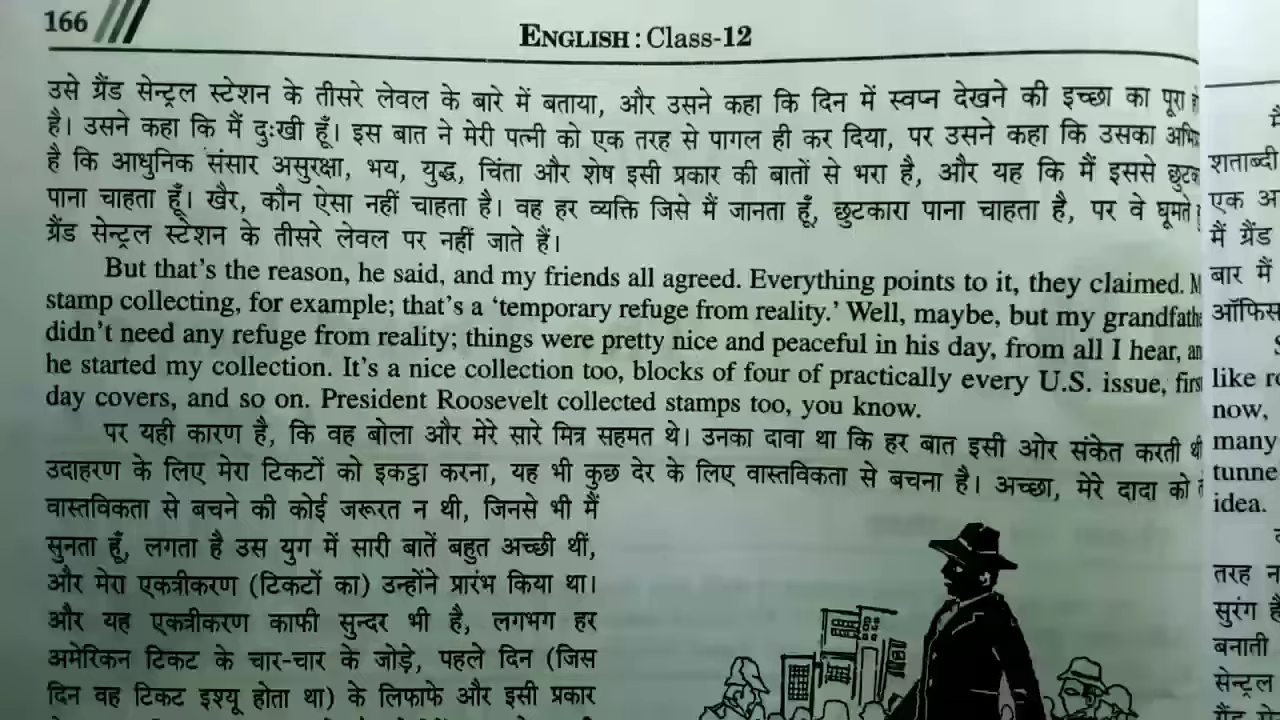 166
ENGLISH : Class-12
उसे ग्रैंड सेन्ट्रल स्टेशन के तीसरे लेवल के बारे में बताया, और उसने कहा कि दिन में स्वप्न देखने की इच्छा का पूरा
है। उसने कहा कि मैं दुःखी हूँ। इस बात ने मेरी पत्नी को एक तरह से पागल ही कर दिया, पर उसने कहा कि उसका
है कि आधुनिक संसार असुरक्षा, भय, युद्ध, चिंता और शेष इसी प्रकार की बातों से भरा है, और यह कि मैं इससे
पाना चाहता हूँ। खैर, कौन ऐसा नहीं चाहता है। वह हर व्यक्ति जिसे मैं जानता हूँ, छुटकारा पाना चाहता है, पर वे घूमते
ग्रैंड सेन्ट्रल स्टेशन के तीसरे लेवल पर नहीं जाते हैं।
But that's the reason, he said, and my friends all agreed. Everything points to it, they claimed.
stamp collecting, for example; that's a 'temporary refuge from reality.' Well, maybe, but my
didn't need any refuge from reality; things were pretty nice and peaceful in his day, from all I hear,
he started my collection. It's a nice collection too, blocks of four of practically every U.S. issue,
day covers, and so on. President Roosevelt collected stamps too, you know.
पर यही कारण है, कि वह बोला और मेरे सारे मित्र सहमत थे। उनका दावा था कि हर बात इसी ओर संकेत करती
उदाहरण के लिए मेरा टिकटों को इकट्ठा करना, यह भी कुछ देर के लिए वास्तविकता से बचना है। अच्छा, मेरे दादा को
वास्तविकता से बचने की कोई जरूरत न थी, जिनसे भी मैं
सुनता हूँ, लगता है उस युग में सारी बातें बहुत अच्छी थीं,
और मेरा एकत्रीकरण (टिकटों का) उन्होंने प्रारंभ किया था।
और यह एकत्रीकरण काफी सुन्दर भी है, लगभग हर
अमेरिकन टिकट के चार-चार के जोड़े, पहले दिन (जिस
दिन वह टिकट इश्यू होता था) के लिफाफे और इसी प्रकार
शताब्दी
एक
मैं ग्रैंड
बार मैं
like
now,
many
idea.
तरह
सुरंग
बनाती
सेन्ट्रल